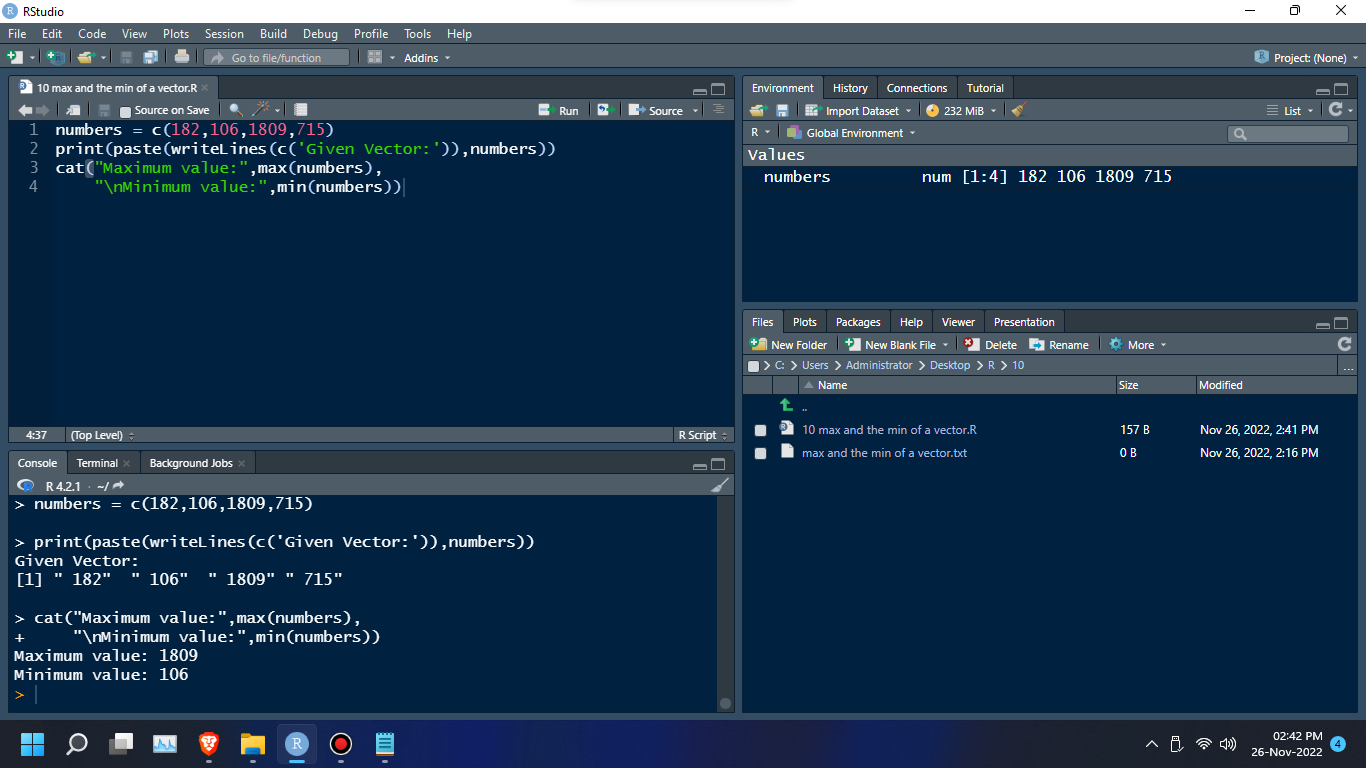 RStudio
File Edit Code View Plots Session Build Debug Profile Tools Help
Go to file/function Addins Project: (None)
10 max and the min of a vector.R
Source on Save Run Source
1 numbers = c(182,106,1809,715)
2 print(paste(writeLines(c('Given Vector:')),numbers))
3 cat("Maximum value:",max(numbers),
4 "\nMinimum value:",min(numbers))
4:37 (Top Level) R Script
Console Terminal Background Jobs
R 4.2.1 · ~/
> numbers = c(182,106,1809,715)
> print(paste(writeLines(c('Given Vector:')),numbers))
Given Vector:
[1] " 182" " 106" " 1809" " 715"
> cat("Maximum value:",max(numbers),
+ "\nMinimum value:",min(numbers))
Maximum value: 1809
Minimum value: 106
>
Environment History Connections Tutorial
Import Dataset 232 MiB List
R Global Environment
Values
numbers num [1:4] 182 106 1809 715
Files Plots Packages Help Viewer Presentation
New Folder New Blank File Delete Rename More
C: > Users > Administrator > Desktop > R > 10 ...
Name Size Modified
..
10 max and the min of a vector.R 157 B Nov 26, 2022, 2:41 PM
max and the min of a vector.txt 0 B Nov 26, 2022, 2:16 PM
02:42 PM
26-Nov-2022 4